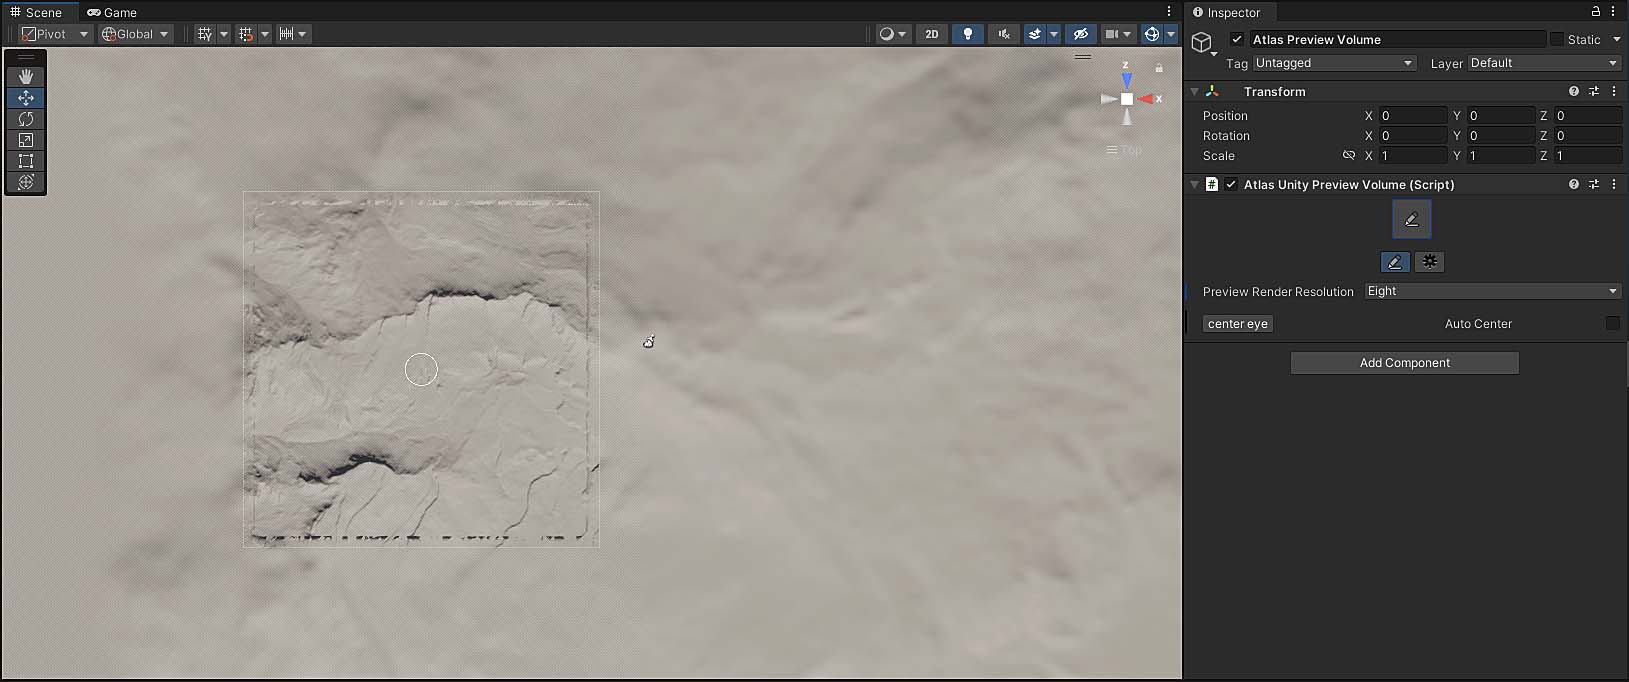 Scene
Game
Pivot
Global
2D
z
x
Top
Inspector
Atlas Preview Volume
Static
Tag
Untagged
Layer
Default
Transform
Position X 0 Y 0 Z 0
Rotation X 0 Y 0 Z 0
Scale X 1 Y 1 Z 1
# Atlas Unity Preview Volume (Script)
Preview Render Resolution
Eight
center eye
Auto Center
Add Component